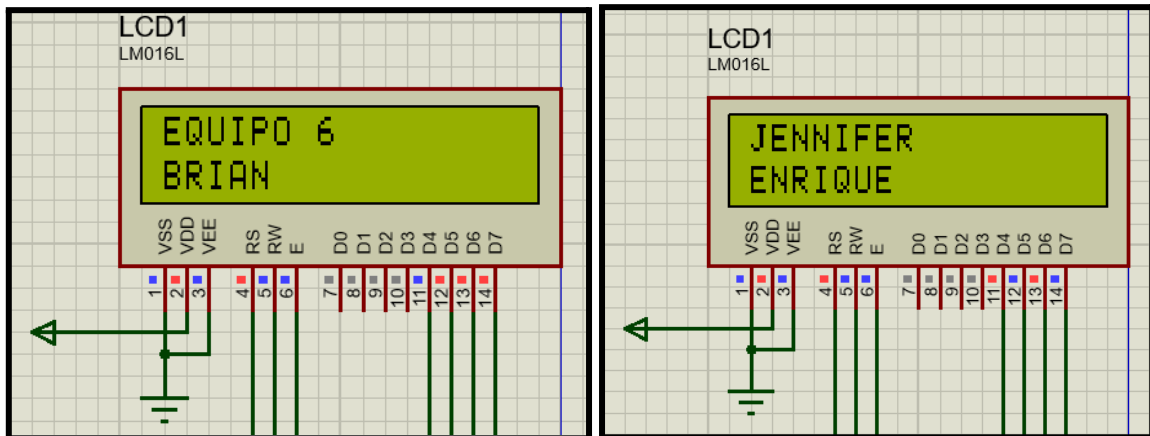 LCD1
LM016L
EQUIPO 6
BRIAN
VSS VDD VEE RS RW E D0 D1 D2 D3 D4 D5 D6 D7
1 2 3 4 5 6 7 8 9 10 11 12 13 14
LCD1
LM016L
JENNIFER
ENRIQUE
VSS VDD VEE RS RW E D0 D1 D2 D3 D4 D5 D6 D7
1 2 3 4 5 6 7 8 9 10 11 12 13 14